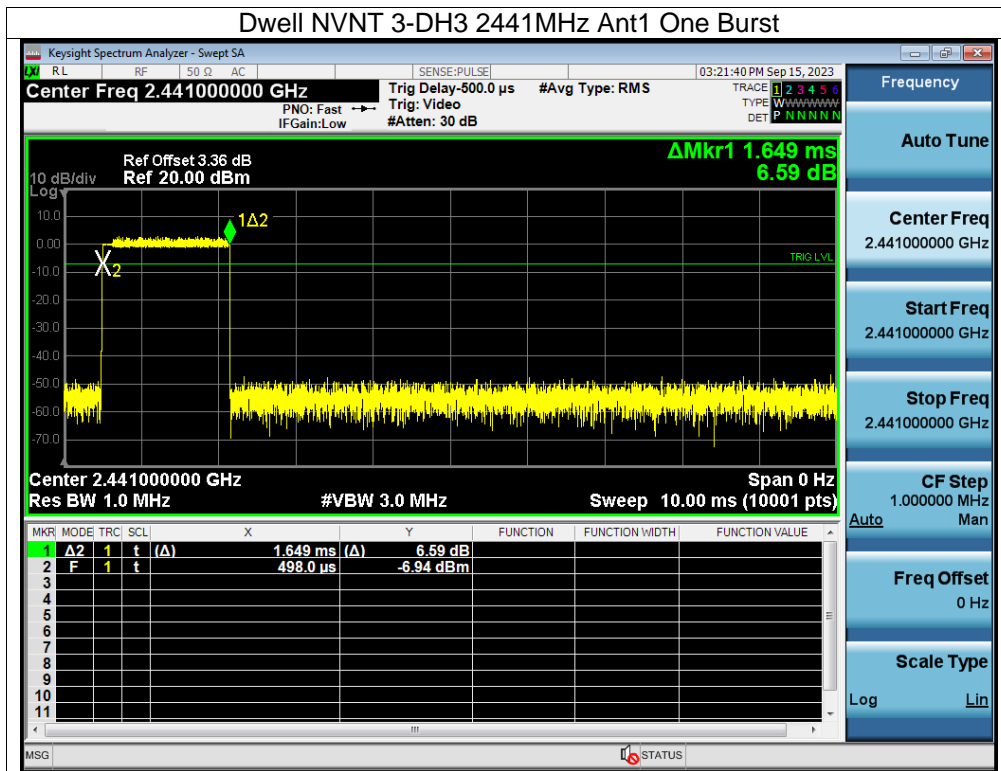 Dwell NVNT 3-DH3 2441MHz Ant1 One Burst
Keysight Spectrum Analyzer - Swept SA
LXI RL RF 50 Ω AC SENSE:PULSE 03:21:40 PM Sep 15, 2023
Center Freq 2.441000000 GHz Trig Delay-500.0 µs #Avg Type: RMS TRACE 1 2 3 4 5 6
PNO: Fast Trig: Video TYPE WWWWWWW
IFGain:Low #Atten: 30 dB DET P N N N N N
Frequency
Auto Tune
Center Freq
2.441000000 GHz
Start Freq
2.441000000 GHz
Stop Freq
2.441000000 GHz
CF Step
1.000000 MHz
Auto Man
Freq Offset
0 Hz
Scale Type
Log Lin
ΔMkr1 1.649 ms
6.59 dB
Ref Offset 3.36 dB
10 dB/div Ref 20.00 dBm
Log
10.0
0.00
-10.0
-20.0
-30.0
-40.0
-50.0
-60.0
-70.0
1Δ2
X2
TRIG LVL
Center 2.441000000 GHz Span 0 Hz
Res BW 1.0 MHz #VBW 3.0 MHz Sweep 10.00 ms (10001 pts)
MKR MODE TRC SCL X Y FUNCTION FUNCTION WIDTH FUNCTION VALUE
1 Δ2 1 t (Δ) 1.649 ms (Δ) 6.59 dB
2 F 1 t 498.0 µs -6.94 dBm
3
4
5
6
7
8
9
10
11
MSG STATUS